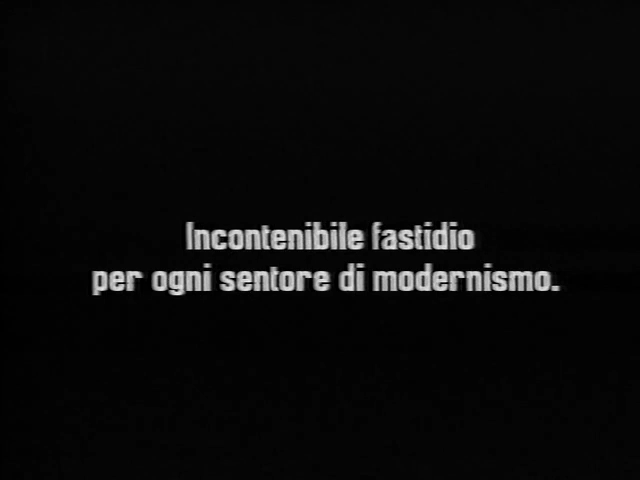 Incontenibile fastidio
per ogni sentore di modernismo.